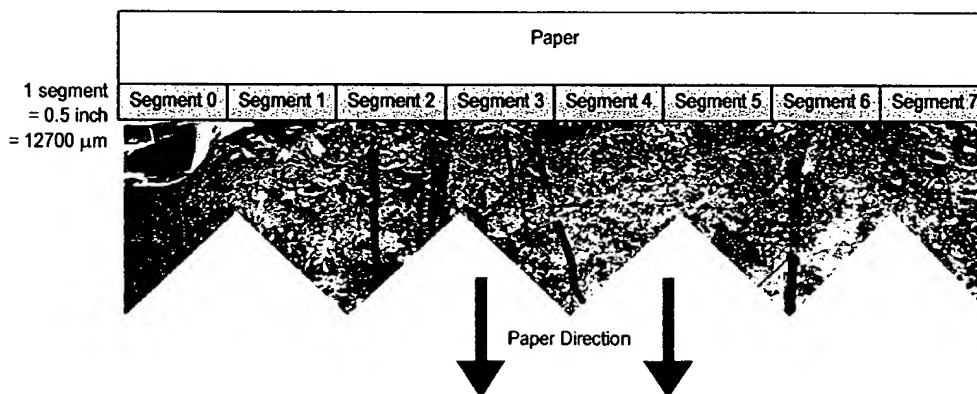 Paper
1 segment
= 0.5 inch
= 12700 µm
Segment 0 Segment 1 Segment 2 Segment 3 Segment 4 Segment 5 Segment 6 Segment 7
Paper Direction